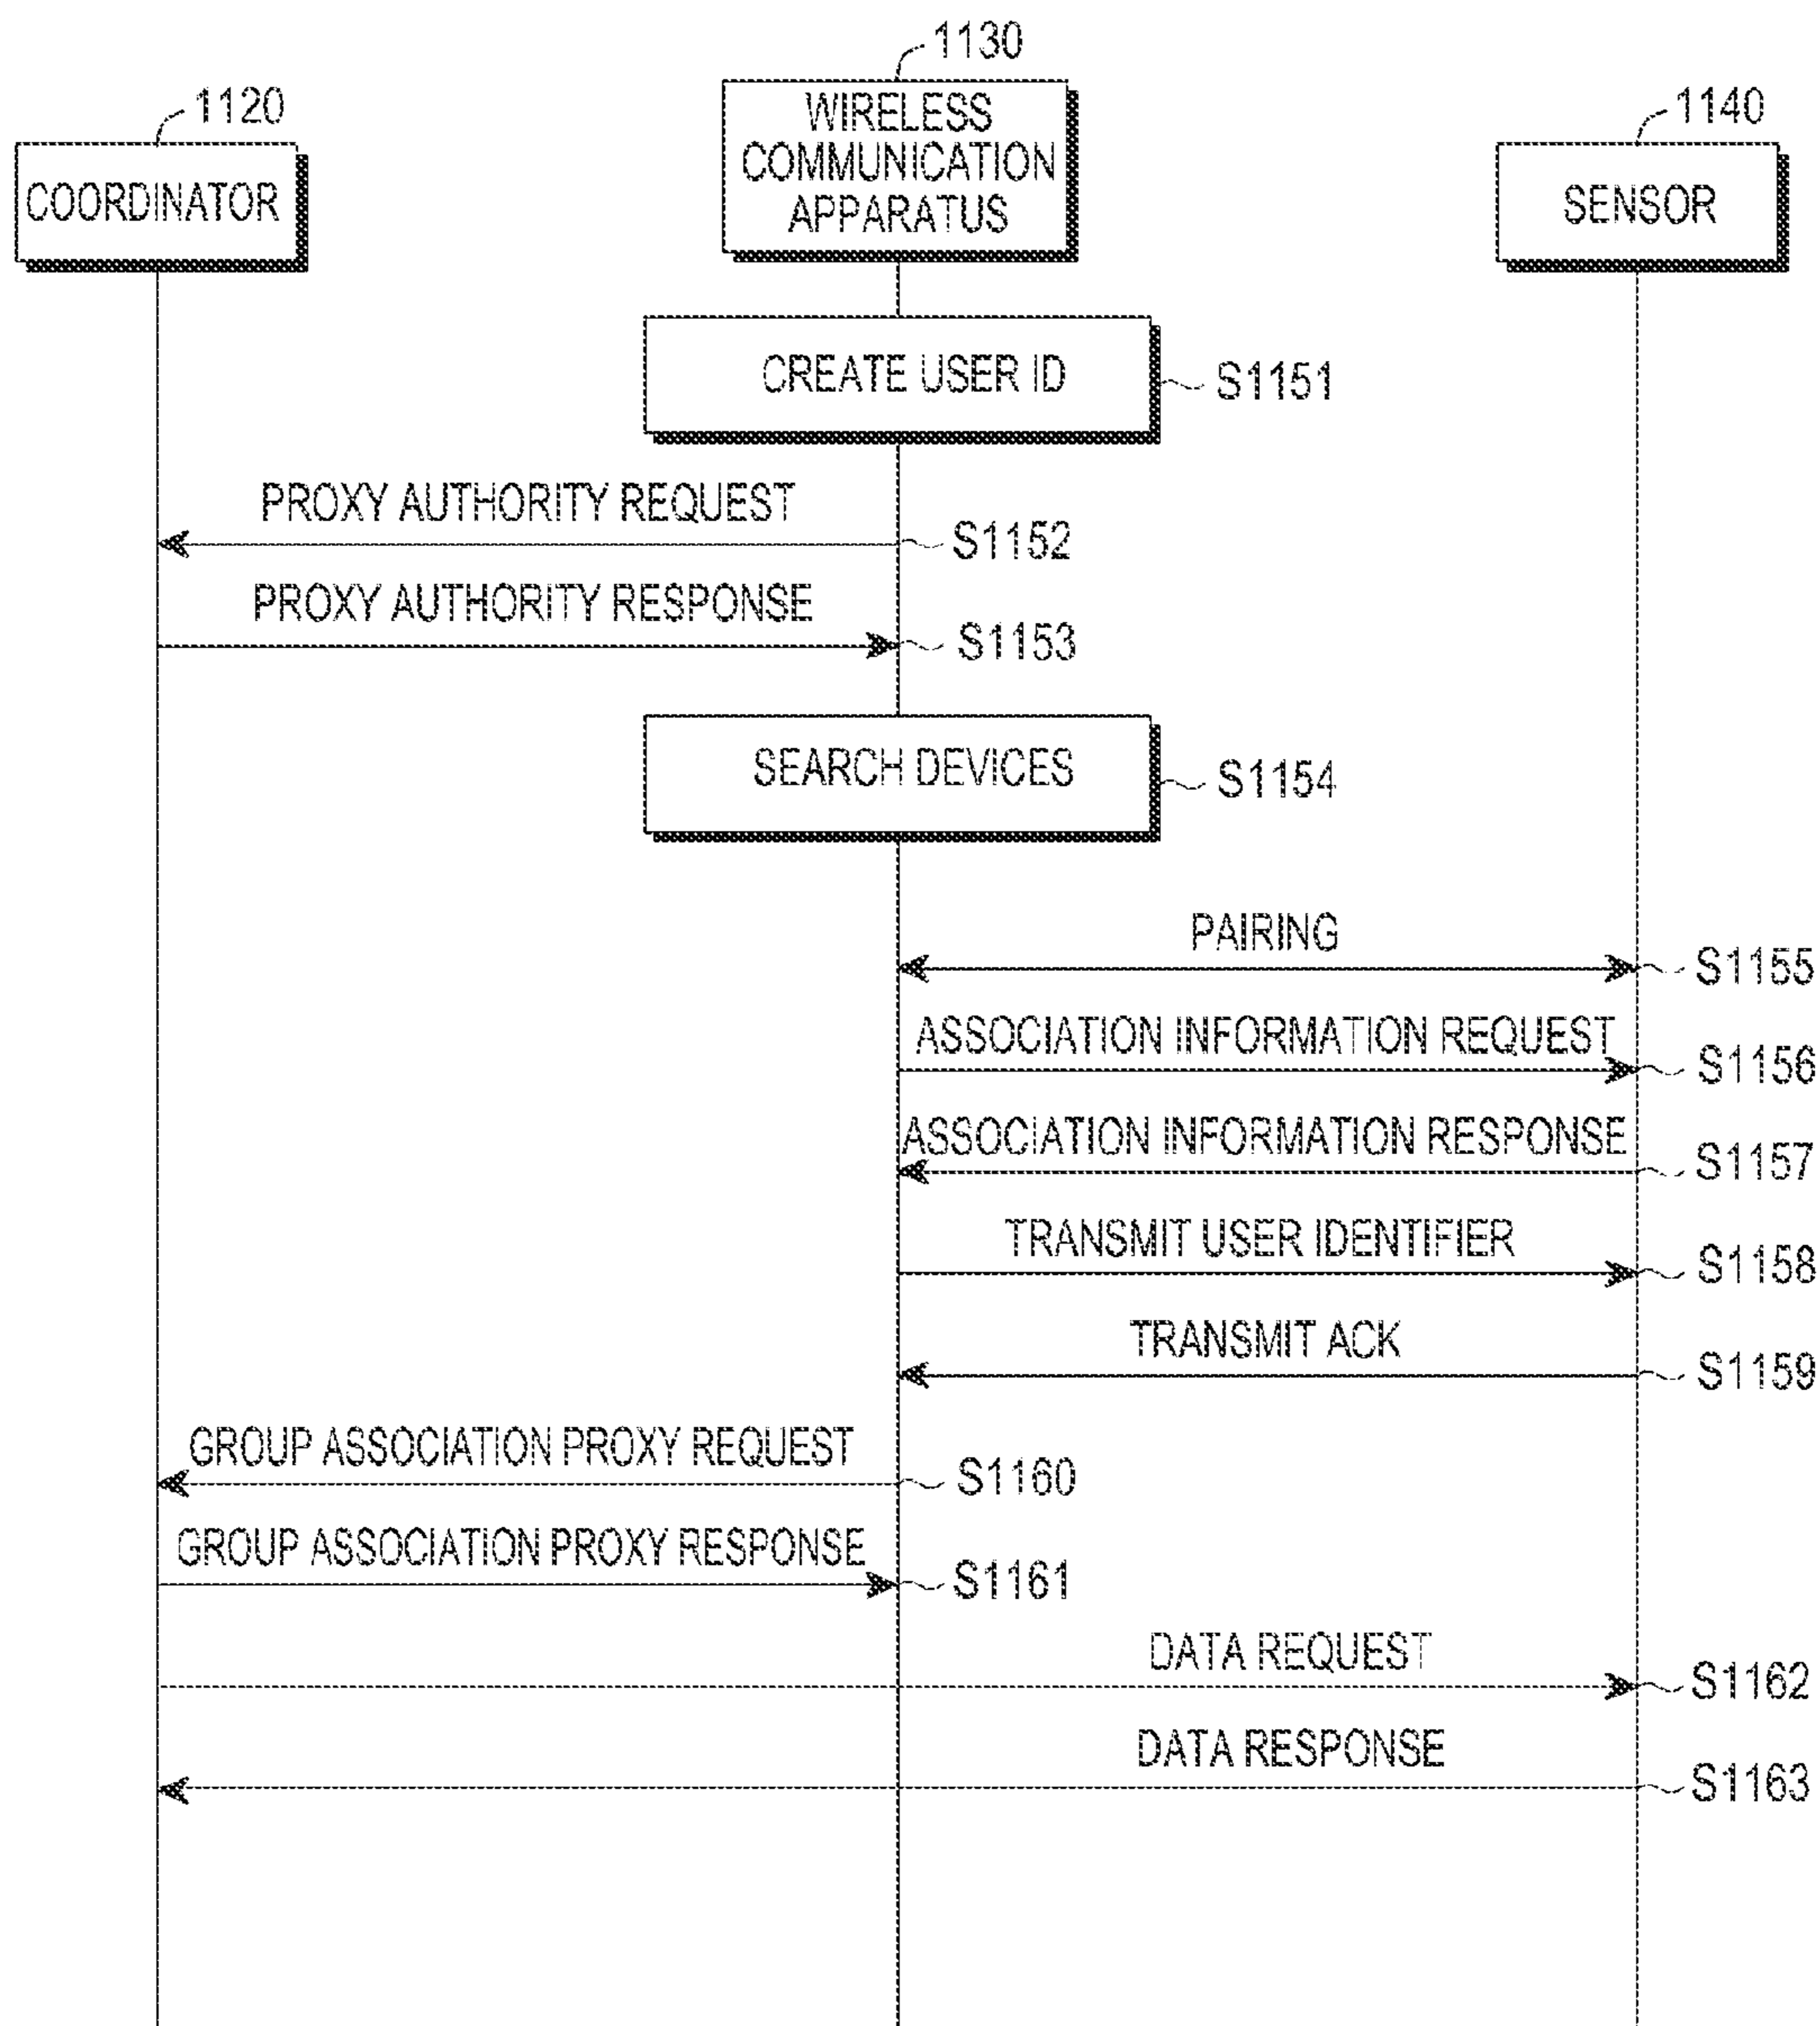 1130
1120
WIRELESS
COMMUNICATION
APPARATUS
1140
COORDINATOR
SENSOR
CREATE USER ID
S1151
PROXY AUTHORITY REQUEST
S1152
PROXY AUTHORITY RESPONSE
S1153
SEARCH DEVICES
S1154
PAIRING
S1155
ASSOCIATION INFORMATION REQUEST
S1156
ASSOCIATION INFORMATION RESPONSE
S1157
TRANSMIT USER IDENTIFIER
S1158
TRANSMIT ACK
S1159
GROUP ASSOCIATION PROXY REQUEST
S1160
GROUP ASSOCIATION PROXY RESPONSE
S1161
DATA REQUEST
S1162
DATA RESPONSE
S1163